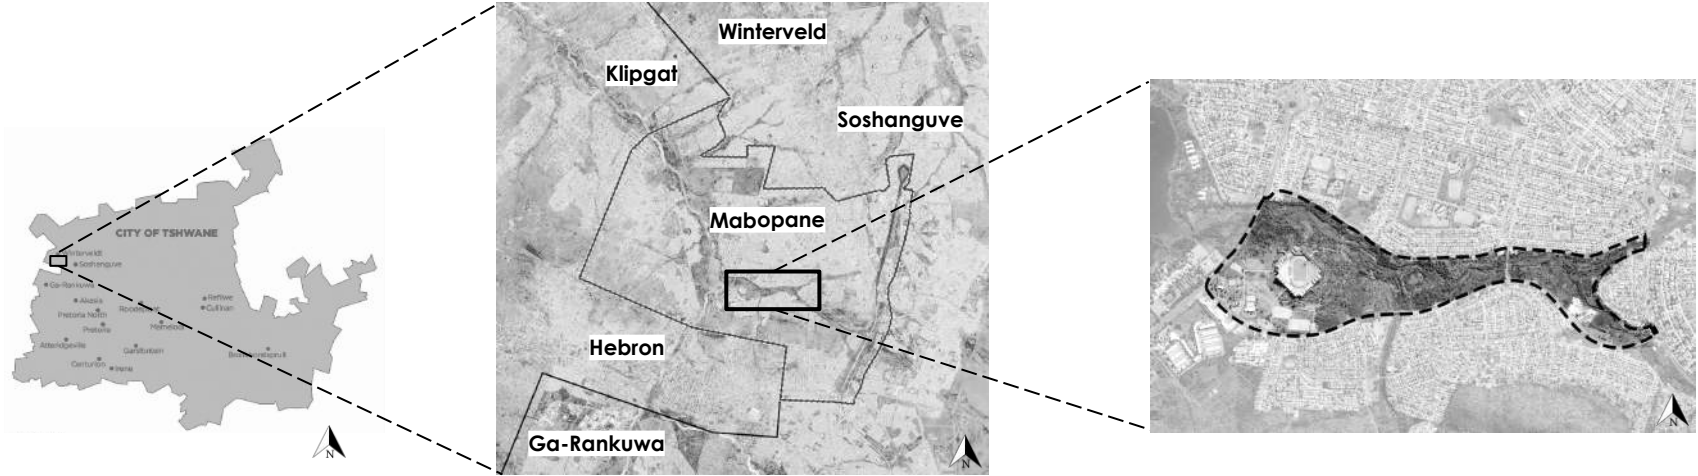 CITY OF TSHWANE
Soshanguve
Ga-Rankuwa
Akasia
Refilwe
Cullinan
Pretoria North
Pretoria
Atteridgeville
Centurion
Irene
N
Winterveld
Klipgat
Soshanguve
Mabopane
Hebron
Ga-Rankuwa
N
N